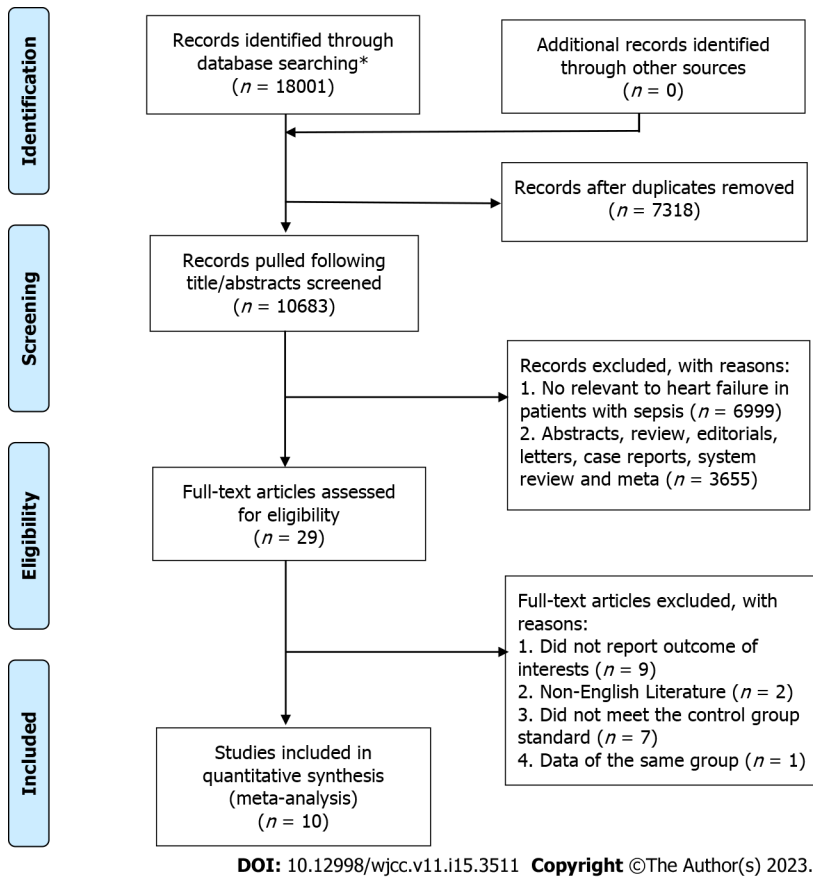 Identification
Records identified through
database searching*
(n = 18001)
Additional records identified
through other sources
(n = 0)
Records after duplicates removed
(n = 7318)
Screening
Records pulled following
title/abstracts screened
(n = 10683)
Records excluded, with reasons:
1. No relevant to heart failure in
patients with sepsis (n = 6999)
2. Abstracts, review, editorials,
letters, case reports, system
review and meta (n = 3655)
Eligibility
Full-text articles assessed
for eligibility
(n = 29)
Full-text articles excluded, with
reasons:
1. Did not report outcome of
interests (n = 9)
2. Non-English Literature (n = 2)
3. Did not meet the control group
standard (n = 7)
4. Data of the same group (n = 1)
Included
Studies included in
quantitative synthesis
(meta-analysis)
(n = 10)
DOI: 10.12998/wjcc.v11.i15.3511 Copyright ©The Author(s) 2023.